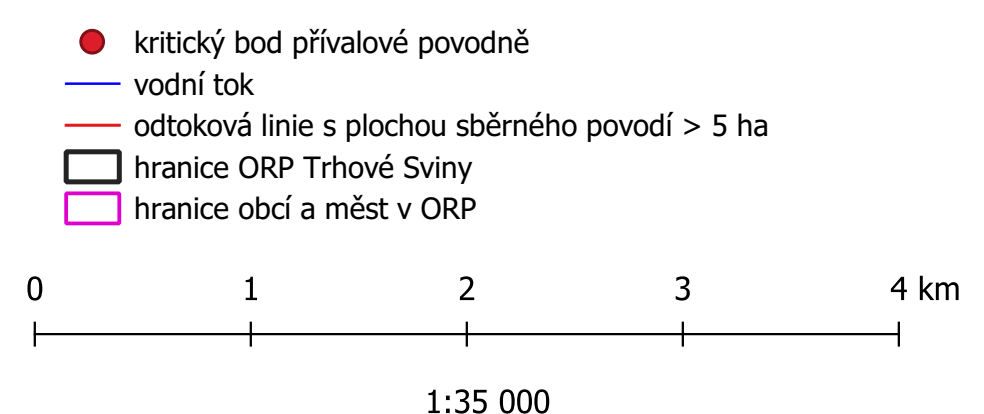 kritický bod přívalové povodně
vodní tok
odtoková linie s plochou sběrného povodí > 5 ha
hranice ORP Trhové Sviny
hranice obcí a měst v ORP
0 1 2 3 4 km
1:35 000